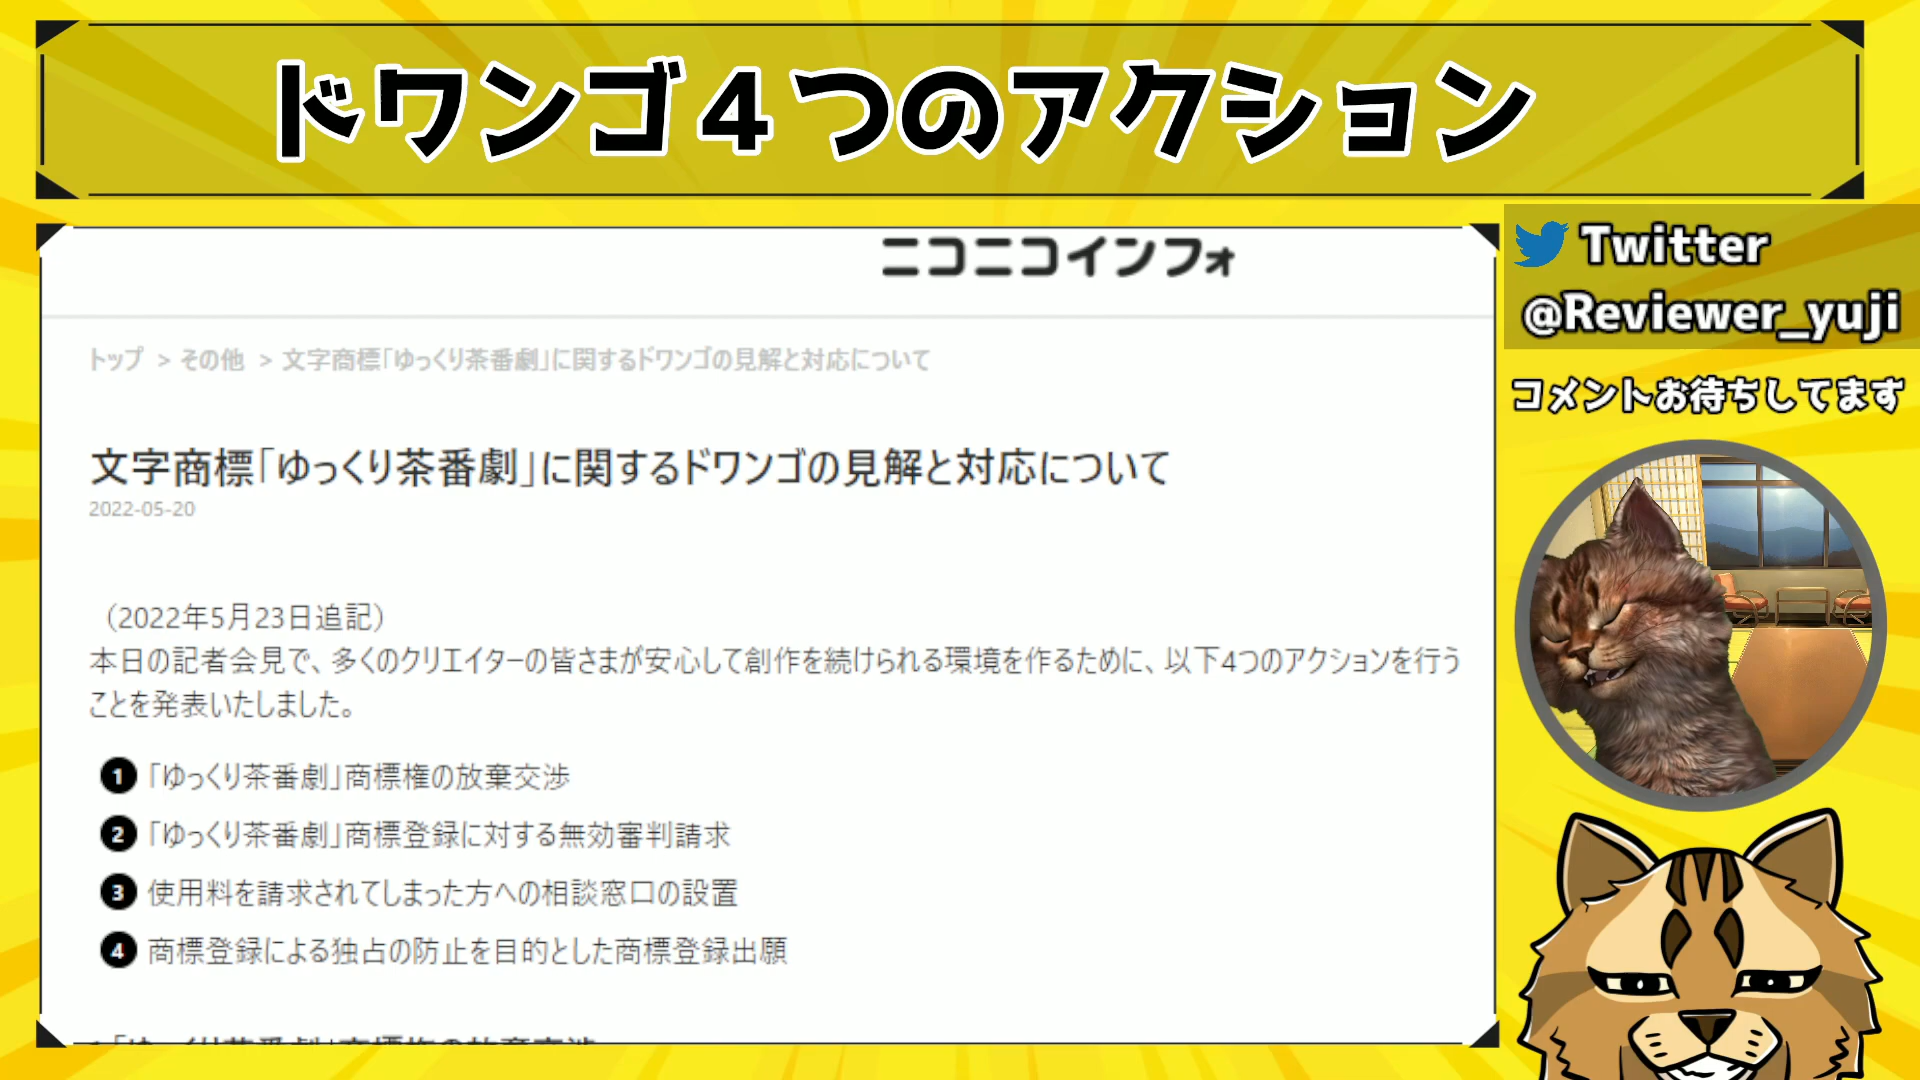 ドワンゴ4つのアクション
ニコニコインフォ
トップ > その他 > 文字商標「ゆっくり茶番劇」に関するドワンゴの見解と対応について
文字商標「ゆっくり茶番劇」に関するドワンゴの見解と対応について
2022-05-20
（2022年5月23日追記）
本日の記者会見で、多くのクリエイターの皆さまが安心して創作を続けられる環境を作るために、以下4つのアクションを行う
ことを発表いたしました。
1 「ゆっくり茶番劇」商標権の放棄交渉
2 「ゆっくり茶番劇」商標登録に対する無効審判請求
3 使用料を請求されてしまった方への相談窓口の設置
4 商標登録による独占の防止を目的とした商標登録出願
Twitter
@Reviewer_yuji
コメントお待ちしてます